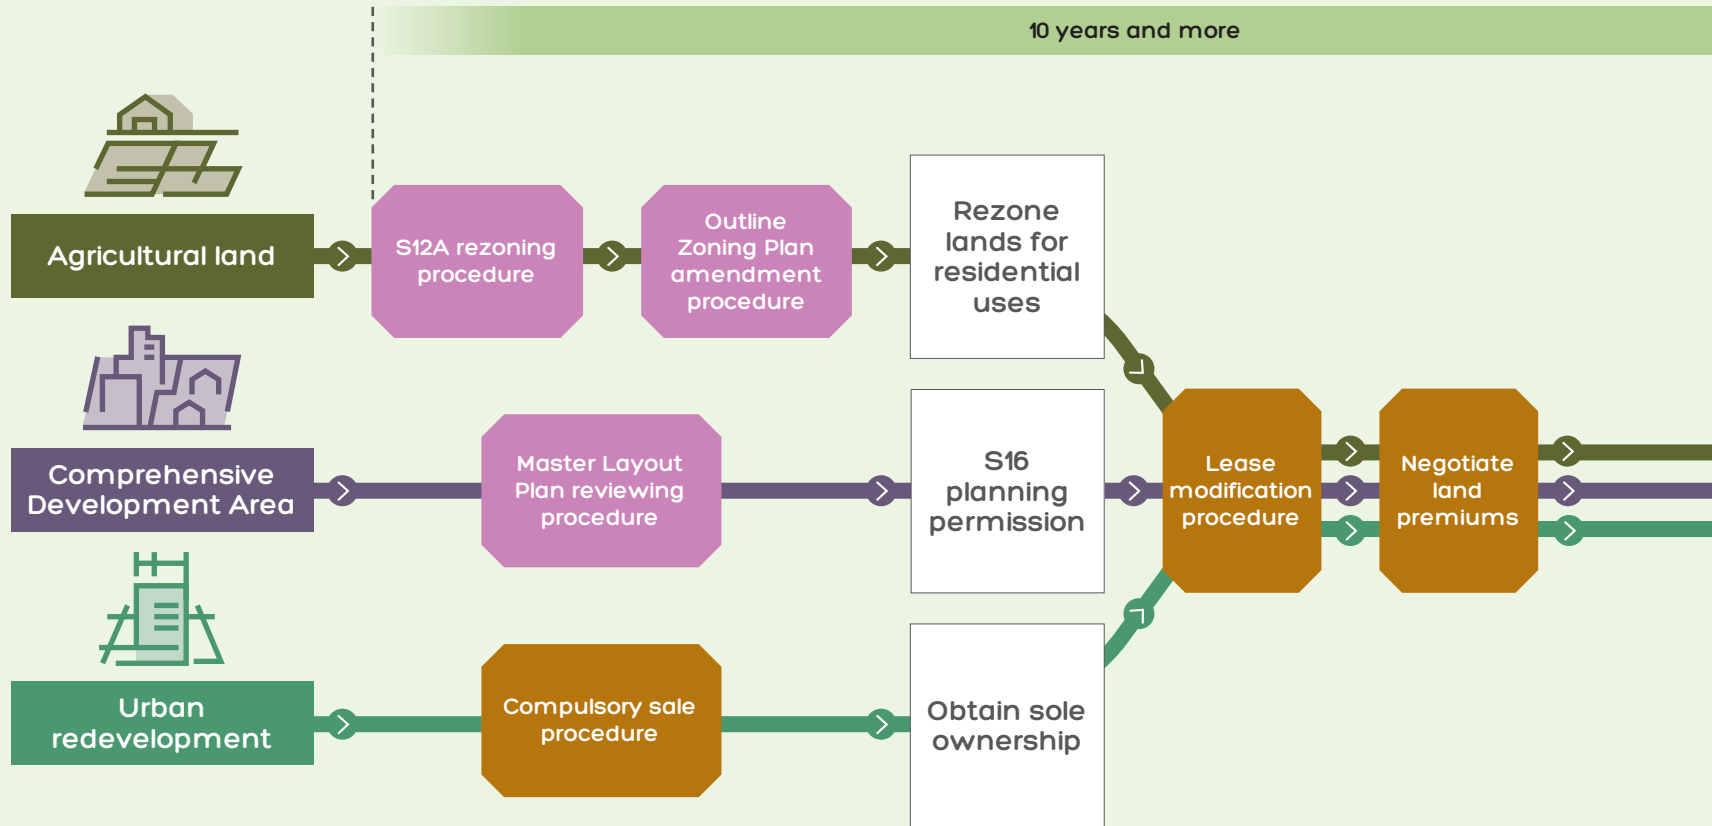 10 years and more
Agricultural land
S12A rezoning
procedure
Outline
Zoning Plan
amendment
procedure
Rezone
lands for
residential
uses
Comprehensive
Development Area
Master Layout
Plan reviewing
procedure
S16
planning
permission
Lease
modification
procedure
Negotiate
land
premiums
Urban
redevelopment
Compulsory sale
procedure
Obtain sole
ownership